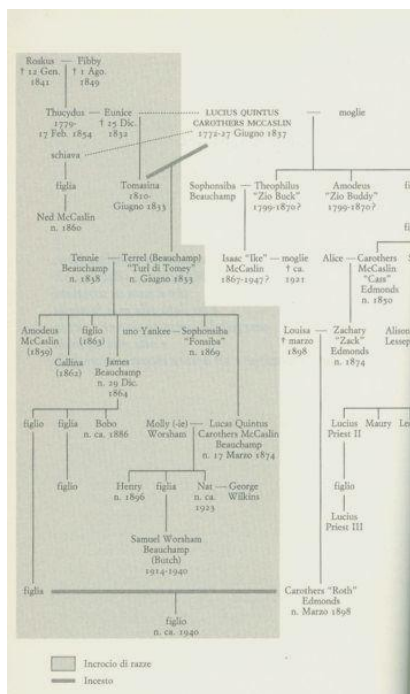 Roskus — Fibby
† 12 Gen. † 1 Ago.
1841 1849
Thucydus — Eunice LUCIUS QUINTUS — moglie
1779- † 25 Dic. CAROTHERS MCCASLIN
17 Feb. 1854 1832 1772-27 Giugno 1837
schiava
figlia Tomasina Sophonsiba — Theophilus Amodeus
1810- Beauchamp "Zio Buck" "Zio Buddy"
Giugno 1833 1799-1870? 1799-1870?
Ned McCaslin
n. 1860
Tennie — Terrel (Beauchamp) Isaac "Ike" — moglie Alice — Carothers
Beauchamp "Turl di Tomey" McCaslin † ca. McCaslin
n. 1838 n. Giugno 1833 1867-1947? 1921 "Cars"
Edmonds
n. 1850
Amodeus figlio uno Yankee — Sophonsiba Louisa — Zachary Alison
McCaslin (1863) "Fonsiba" † marzo "Zack" Lessep
(1859) n. 1869 1898 Edmonds
n. 1874
Callina James
(1862) Beauchamp
n. 29 Dic.
1864
figlio figlia Bobo Molly (-ie) — Lucas Quintus Lucius Maury
n. ca. 1886 Worsham Carothers McCaslin Priest II
Beauchamp
n. 17 Marzo 1874
figlio Henry figlia Nat — George figlio
n. 1896 n. ca. Wilkins
1923
Lucius
Priest III
Samuel Worsham
Beauchamp
(Butch)
1914-1940
figlia Carothers "Roth"
Edmonds
n. Marzo 1898
figlio
n. ca. 1940
Incrocio di razze
Incesto